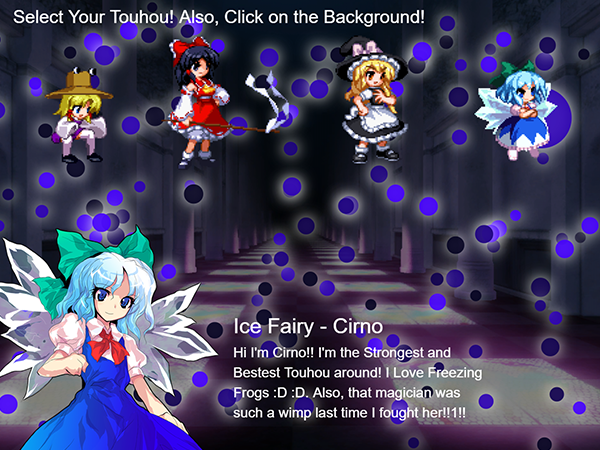 Select Your Touhou! Also, Click on the Background!
Ice Fairy - Cirno
Hi I'm Cirno!! I'm the Strongest and
Bestest Touhou around! I Love Freezing
Frogs :D :D. Also, that magician was
such a wimp last time I fought her!!1!!